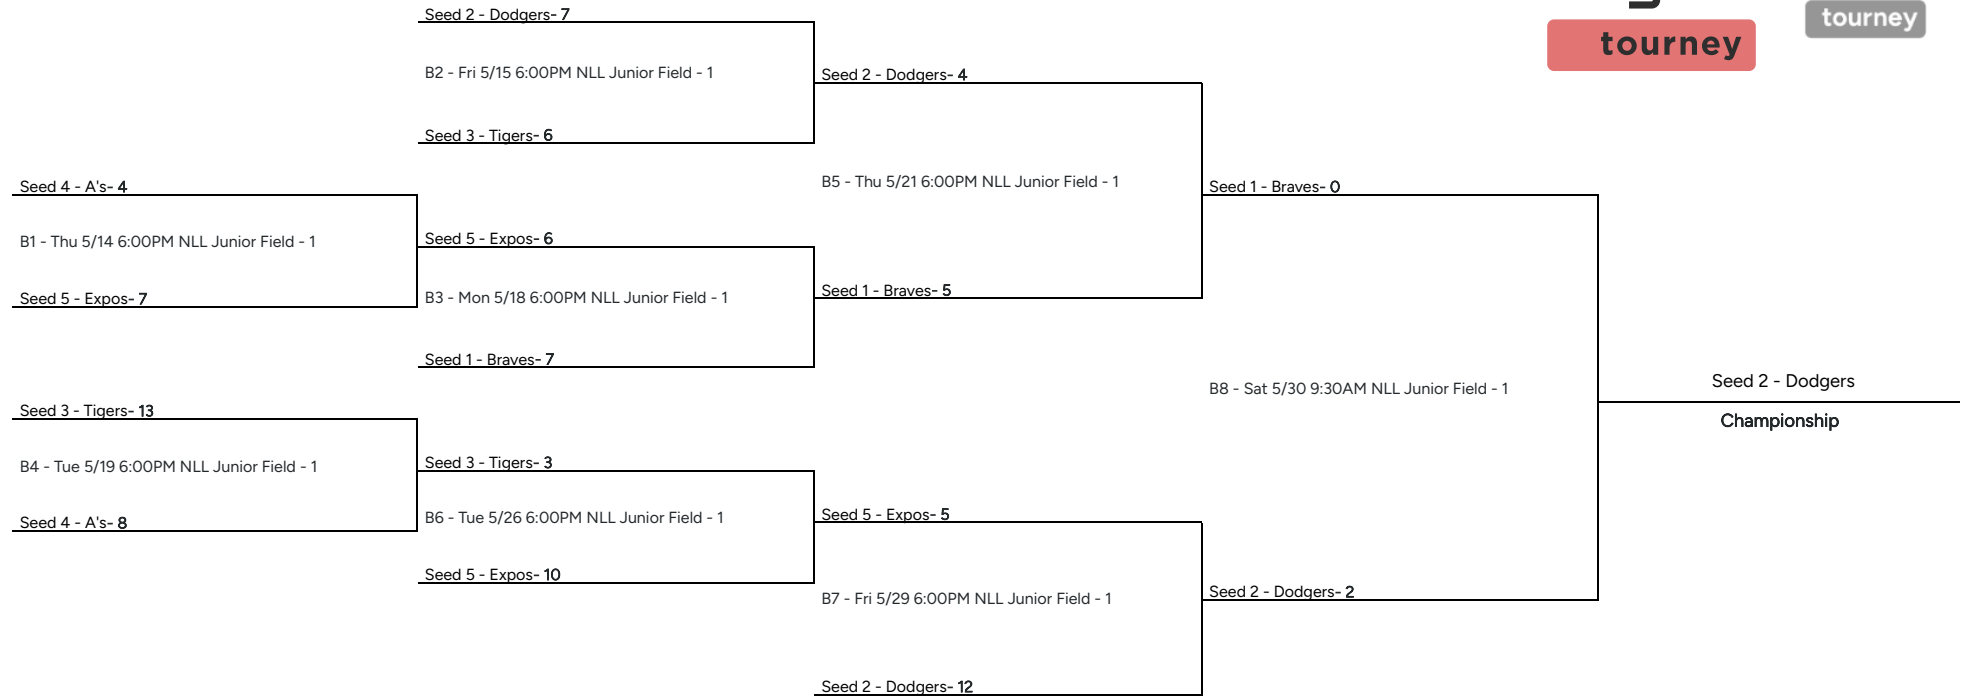 Seed 2 - Dodgers- 7
B2 - Fri 5/15 6:00PM NLL Junior Field - 1
Seed 3 - Tigers- 6
Seed 4 - A's- 4
B1 - Thu 5/14 6:00PM NLL Junior Field - 1
Seed 5 - Expos- 7
Seed 5 - Expos- 6
B3 - Mon 5/18 6:00PM NLL Junior Field - 1
Seed 1 - Braves- 7
Seed 2 - Dodgers- 4
B5 - Thu 5/21 6:00PM NLL Junior Field - 1
Seed 1 - Braves- 5
Seed 3 - Tigers- 13
B4 - Tue 5/19 6:00PM NLL Junior Field - 1
Seed 4 - A's- 8
Seed 3 - Tigers- 3
B6 - Tue 5/26 6:00PM NLL Junior Field - 1
Seed 5 - Expos- 10
Seed 5 - Expos- 5
B7 - Fri 5/29 6:00PM NLL Junior Field - 1
Seed 2 - Dodgers- 12
Seed 1 - Braves- 0
B8 - Sat 5/30 9:30AM NLL Junior Field - 1
Seed 2 - Dodgers- 2
Seed 2 - Dodgers
Championship
tourney
tourney